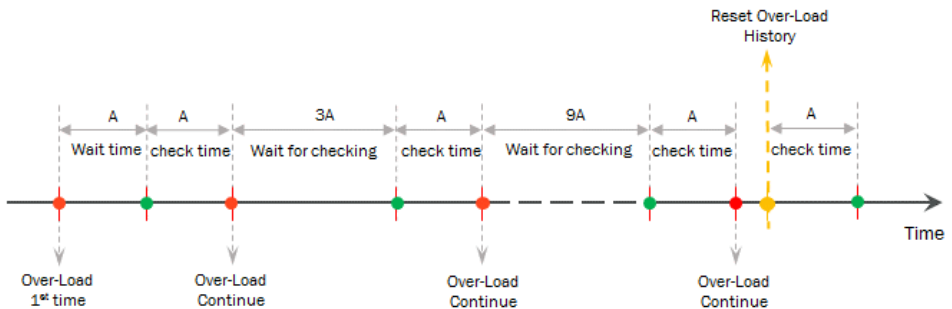 Reset Over-Load
History
A A 3A A 9A A A
Wait time check time Wait for checking check time Wait for checking check time check time
Time
Over-Load
1st time
Over-Load
Continue
Over-Load
Continue
Over-Load
Continue